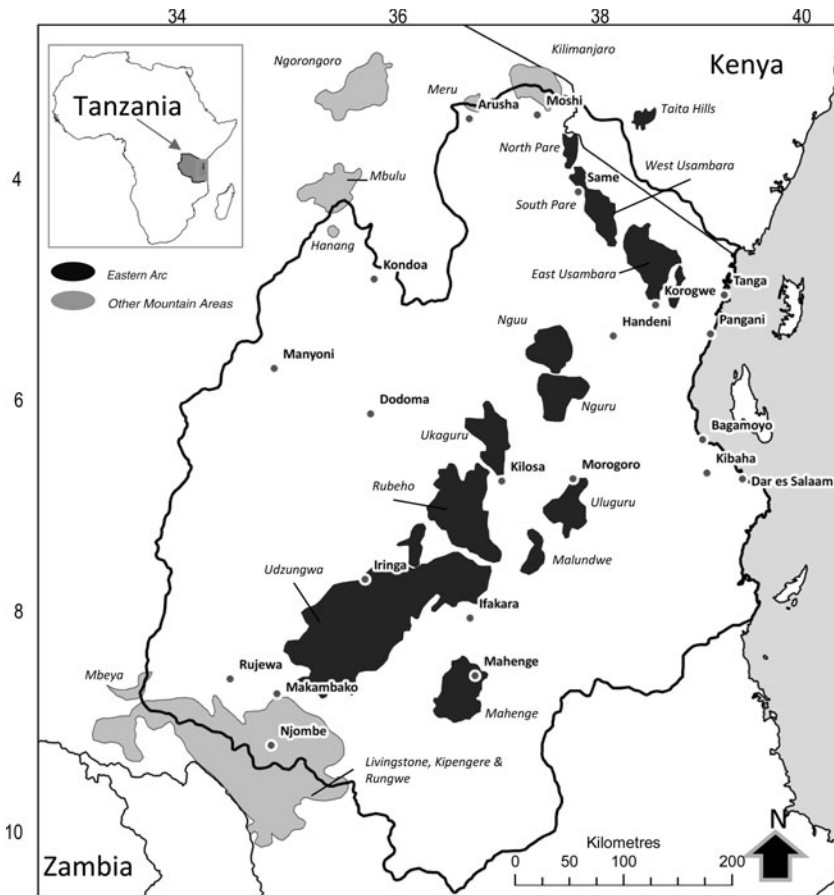 34 36 38 40
Ngorongoro
Kilimanjaro
Kenya
Meru
Arusha
Moshi
Taita Hills
Tanzania
North Pare
West Usambara
4
Mbulu
Same
South Pare
Hanang
Kondoa
East Usambara
Eastern Arc
Other Mountain Areas
Korogwe
Tanga
Handeni
Pangani
Nguu
Manyoni
6
Dodoma
Nguru
Bagamoyo
Ukaguru
Kilosa
Morogoro
Kibaha
Rubeho
Dar es Salaam
Uluguru
Malundwe
Iringa
Udzungwa
8
Ifakara
Mbeya
Rujewa
Mahenge
Makambako
Mahenge
Njombe
Livingstone, Kipengere &
Rungwe
10
N
Kilometres
Zambia
0 50 100 200